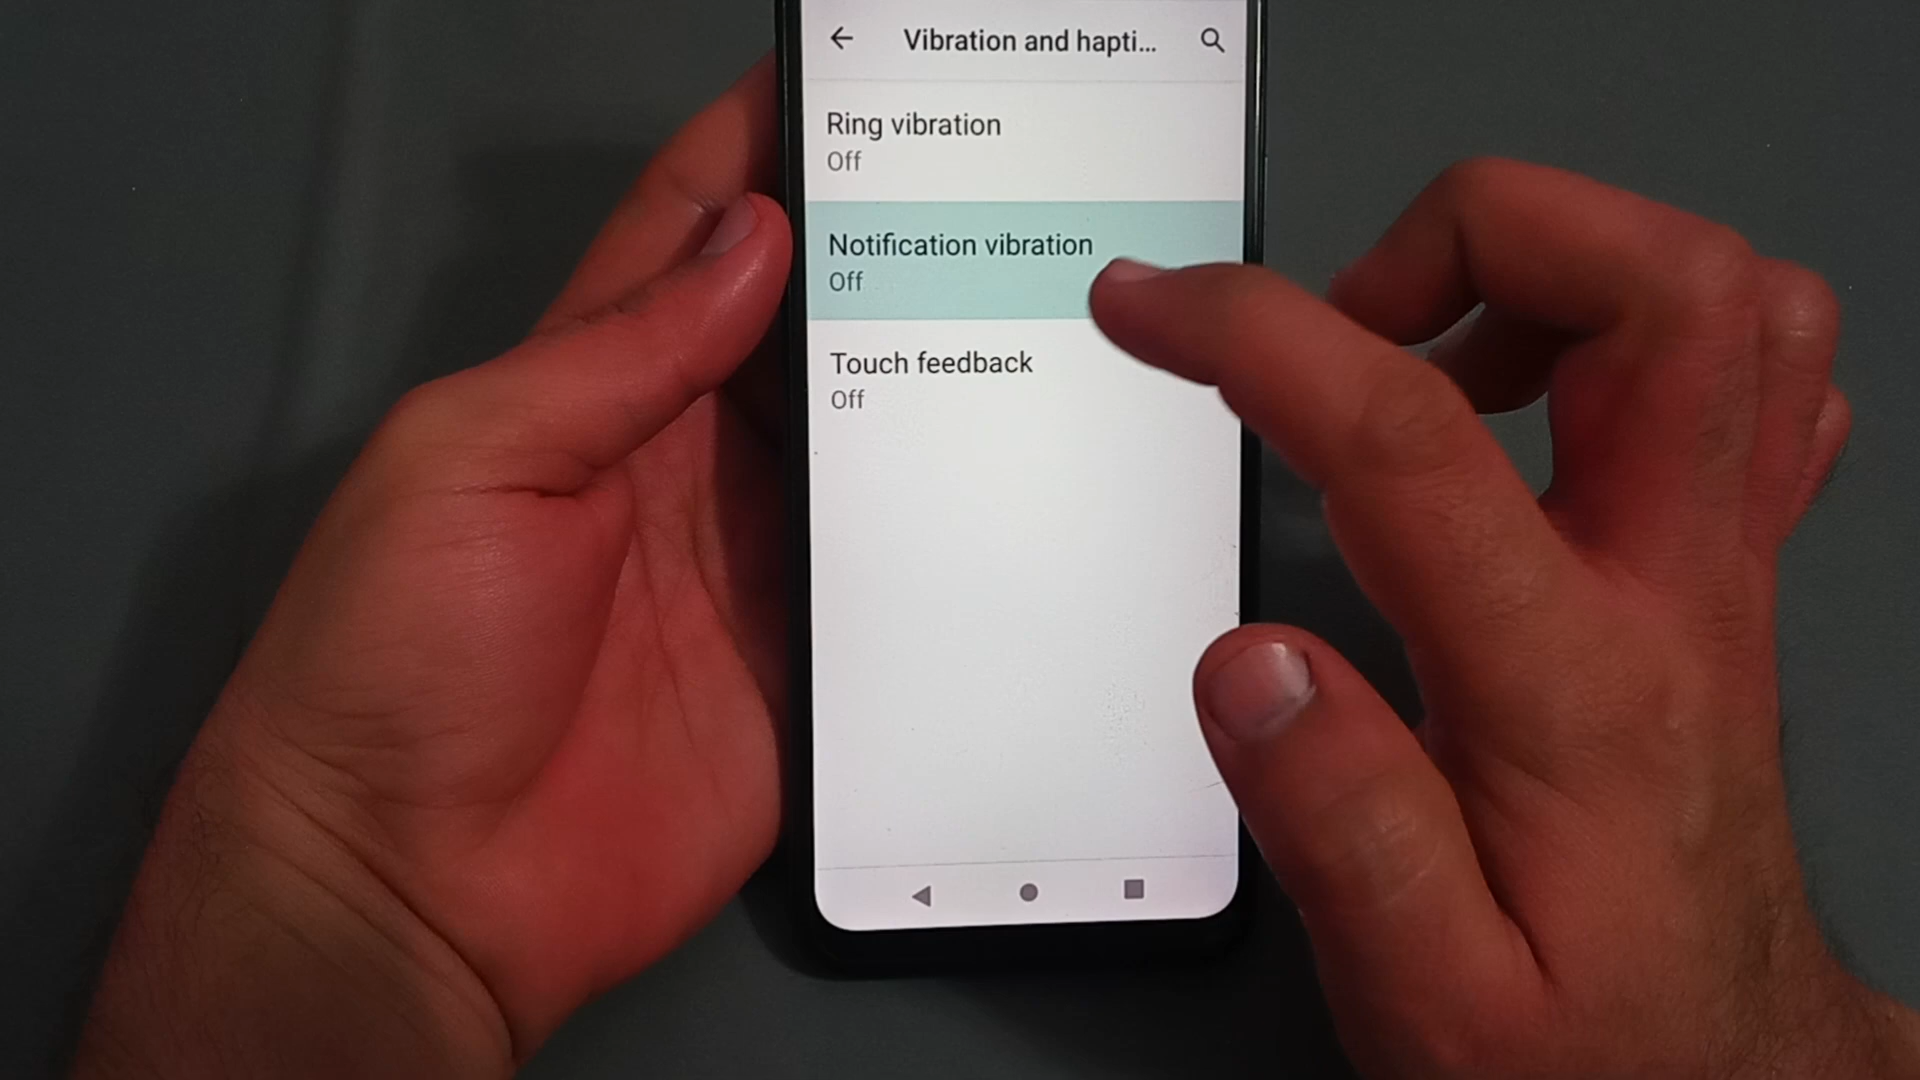 Vibration and hapti...
Ring vibration
Off
Notification vibration
Off
Touch feedback
Off